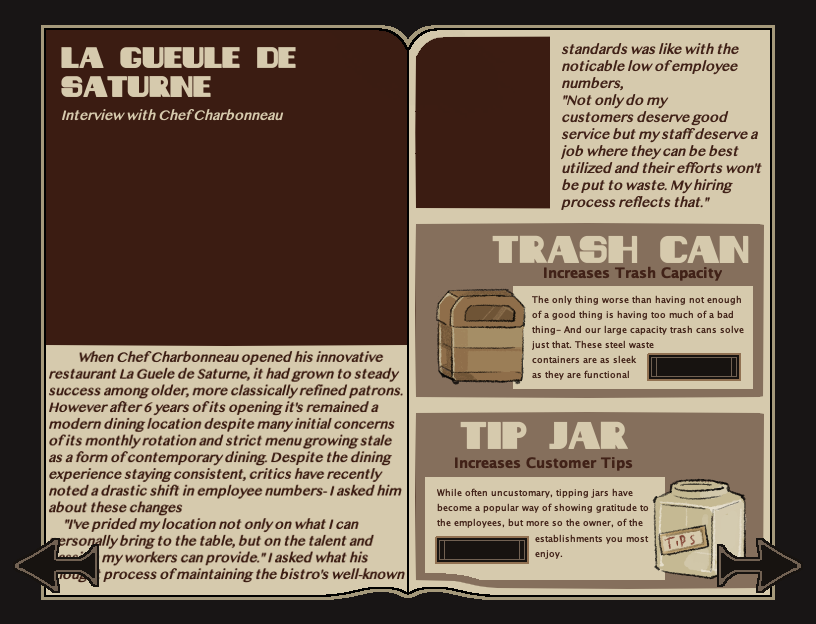 LA GUEULE DE
SATURNE
Interview with Chef Charbonneau
When Chef Charbonneau opened his innovative
restaurant La Guele de Saturne, it had grown to steady
success among older, more classically refined patrons.
However after 6 years of its opening it's remained a
modern dining location despite many initial concerns
of its monthly rotation and strict menu growing stale
as a form of contemporary dining. Despite the dining
experience staying consistent, critics have recently
noted a drastic shift in employee numbers- I asked him
about these changes
"I've prided my location not only on what I can
personally bring to the table, but on the talent and
my workers can provide." I asked what his
process of maintaining the bistro's well-known
standards was like with the
noticable low of employee
numbers,
"Not only do my
customers deserve good
service but my staff deserve a
job where they can be best
utilized and their efforts won't
be put to waste. My hiring
process reflects that."
TRASH CAN
Increases Trash Capacity
The only thing worse than having not enough
of a good thing is having too much of a bad
thing- And our large capacity trash cans solve
just that. These steel waste
containers are as sleek
as they are functional
TIP JAR
Increases Customer Tips
While often uncustomary, tipping jars have
become a popular way of showing gratitude to
the employees, but more so the owner, of the
establishments you most
enjoy.
TIPS